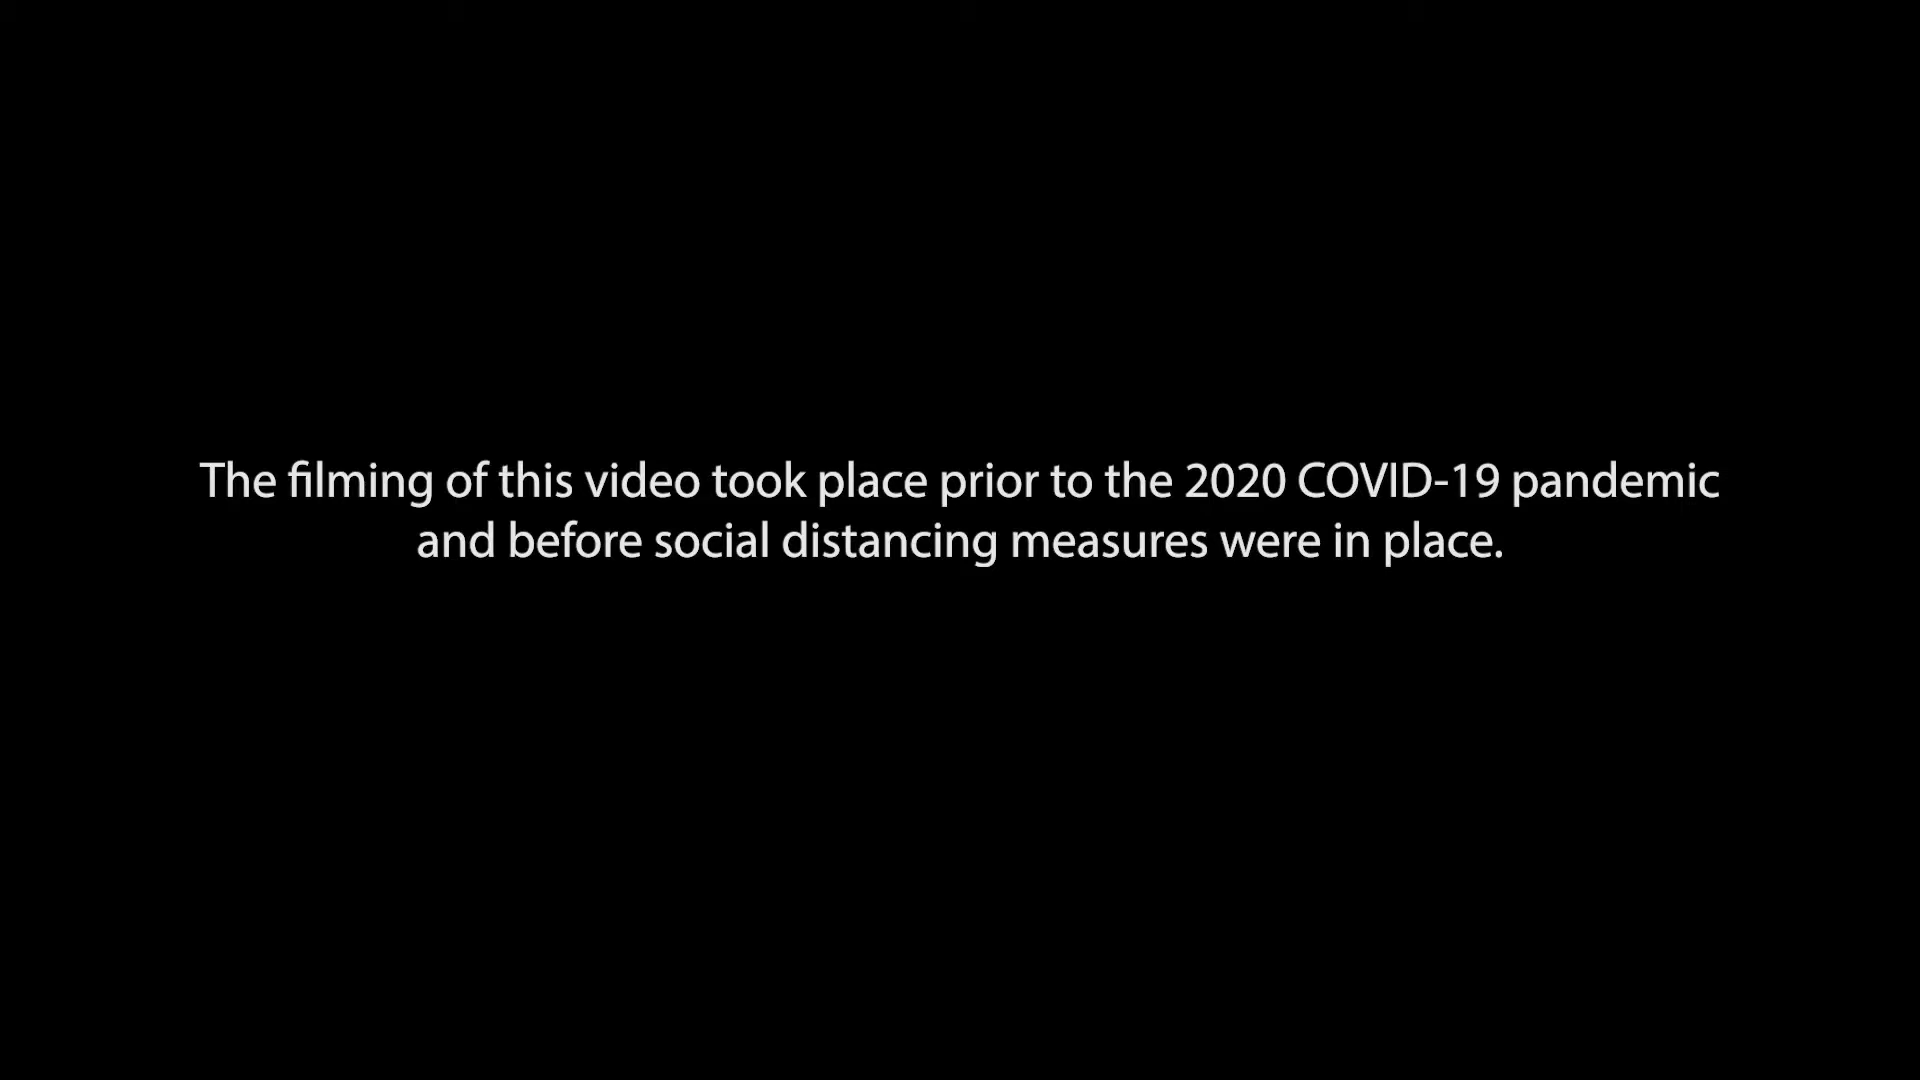 The filming of this video took place prior to the 2020 COVID-19 pandemic
and before social distancing measures were in place.